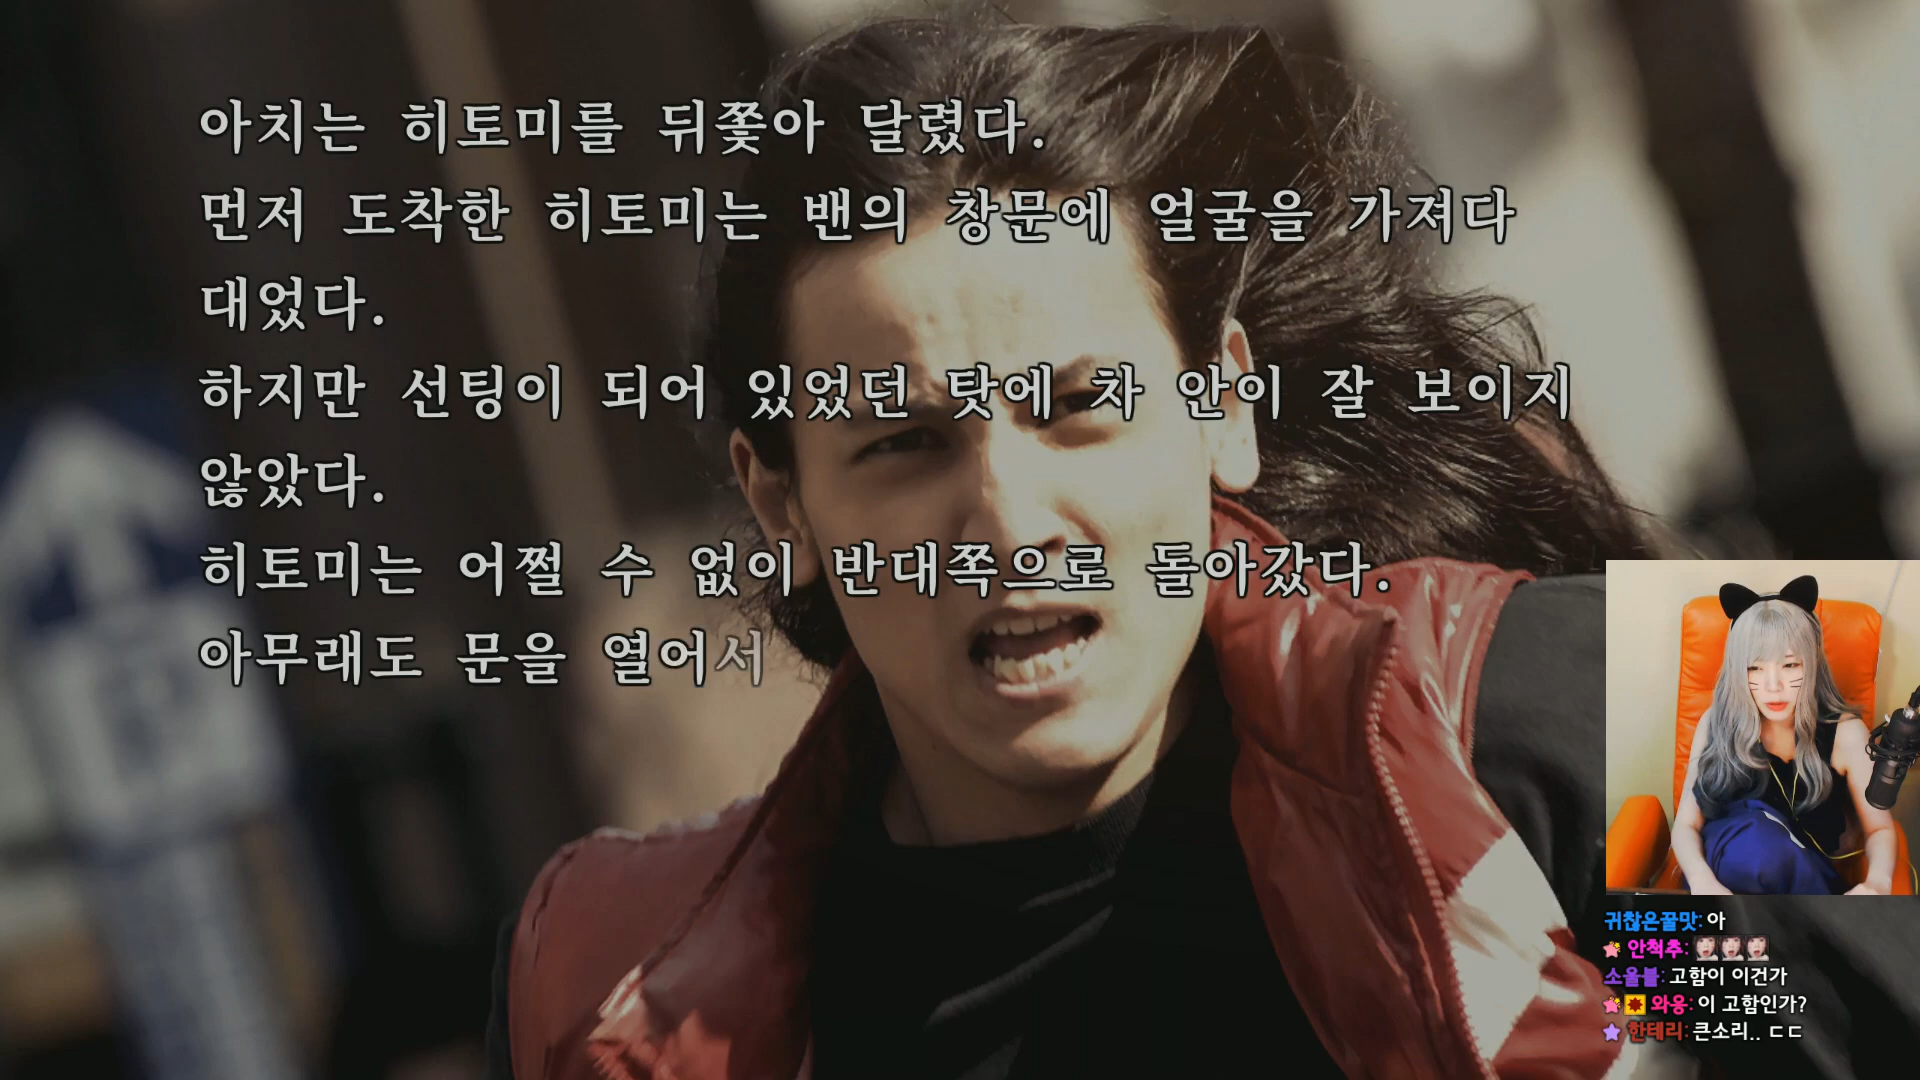 아치는 히토미를 뒤쫓아 달렸다.
먼저 도착한 히토미는 밴의 창문에 얼굴을 가져다
대었다.
하지만 선팅이 되어 있었던 탓에 차 안이 잘 보이지
않았다.
히토미는 어쩔 수 없이 반대쪽으로 돌아갔다.
아무래도 문을 열어서
귀찮은꿀맛: 아
안척추:
소울블: 고함이 이건가
와옹: 이 고함인가?
한테리: 큰소리.. ㄷㄷ